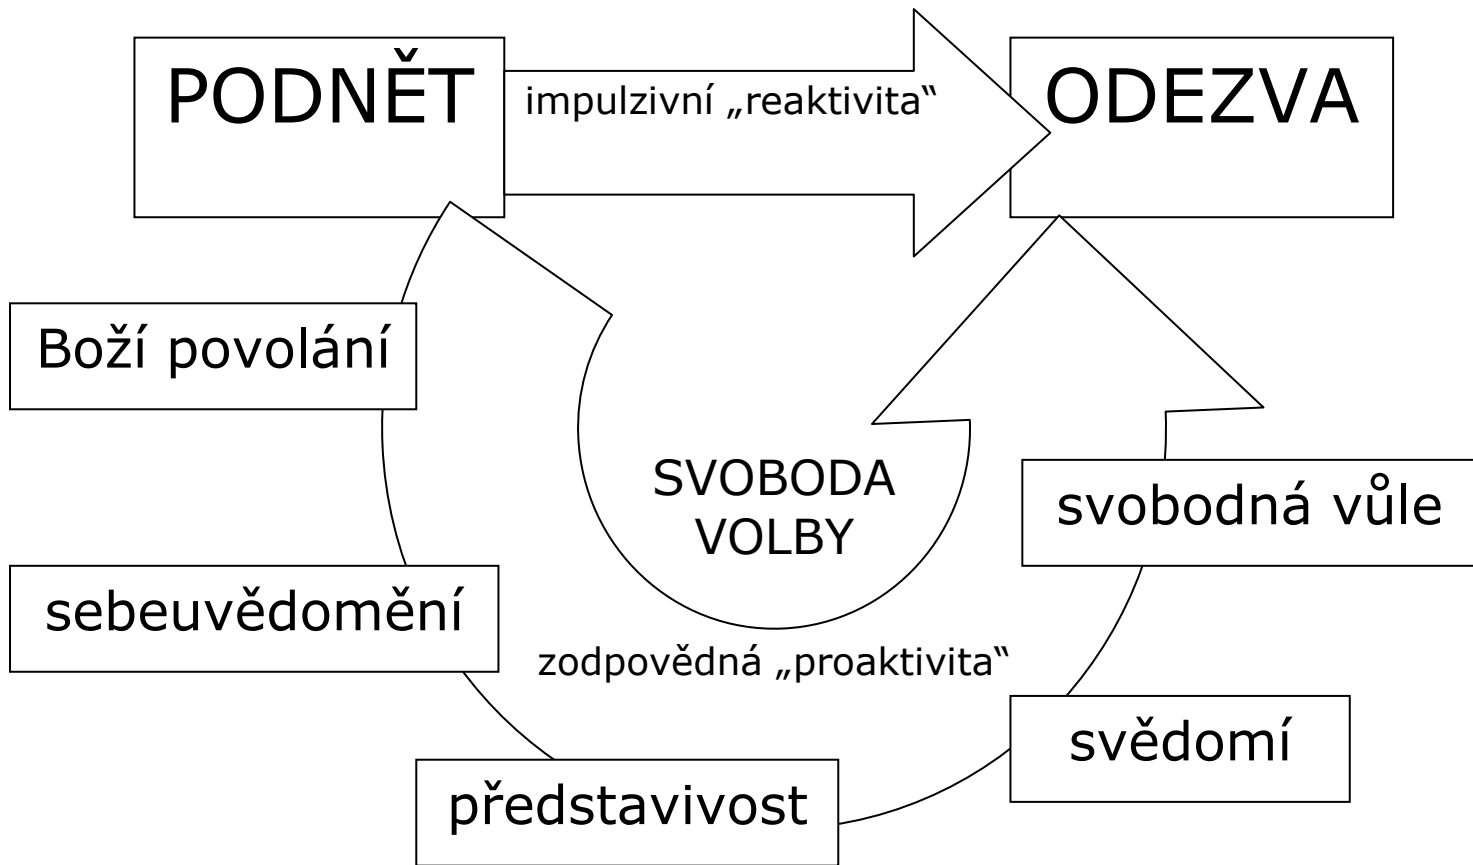 PODNĚT
impulzivní „reaktivita“
ODEZVA
Boží povolání
SVOBODA
VOLBY
svobodná vůle
sebeuvědomění
zodpovědná „proaktivita“
svědomí
představivost